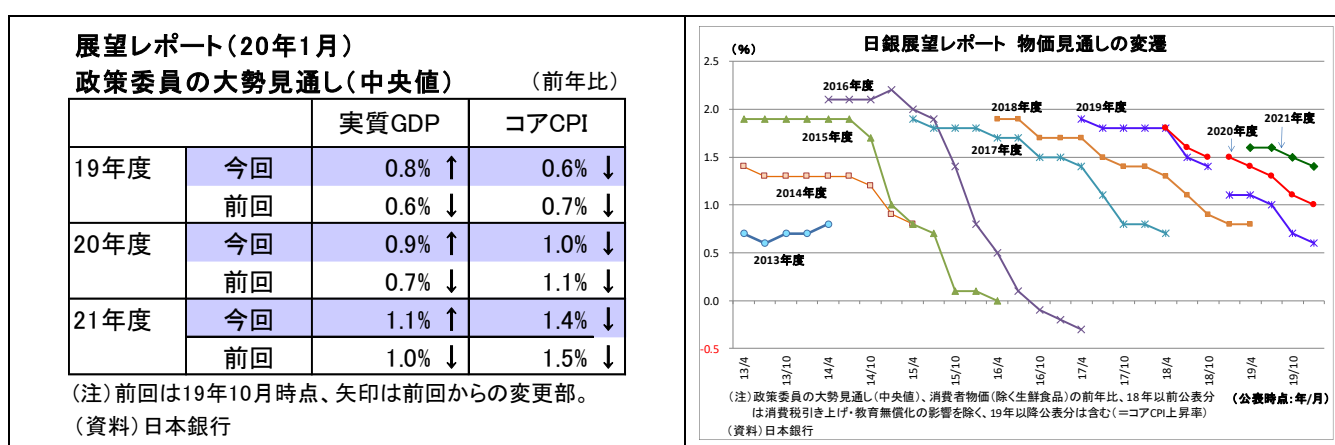 展望レポート(20年1月)
政策委員の大勢見通し(中央値) (前年比)
実質GDP コアCPI
19年度 今回 0.8% ↑ 0.6% ↓
前回 0.6% ↓ 0.7% ↓
20年度 今回 0.9% ↑ 1.0% ↓
前回 0.7% ↓ 1.1% ↓
21年度 今回 1.1% ↑ 1.4% ↓
前回 1.0% ↓ 1.5% ↓
(注)前回は19年10月時点、矢印は前回からの変更部。
(資料)日本銀行
日銀展望レポート 物価見通しの変遷
(%)
2.5
2.0
1.5
1.0
0.5
0.0
-0.5
2016年度
2015年度
2014年度
2013年度
2018年度
2017年度
2019年度
2020年度
2021年度
13/4 13/10 14/4 14/10 15/4 15/10 16/4 16/10 17/4 17/10 18/4 18/10 19/4 19/10
(公表時点:年/月)
(注)政策委員の大勢見通し(中央値)、消費者物価(除く生鮮食品)の前年比、18年以前公表分
は消費税引き上げ・教育無償化の影響を除く、19年以降公表分は含む(=コアCPI上昇率)
(資料)日本銀行